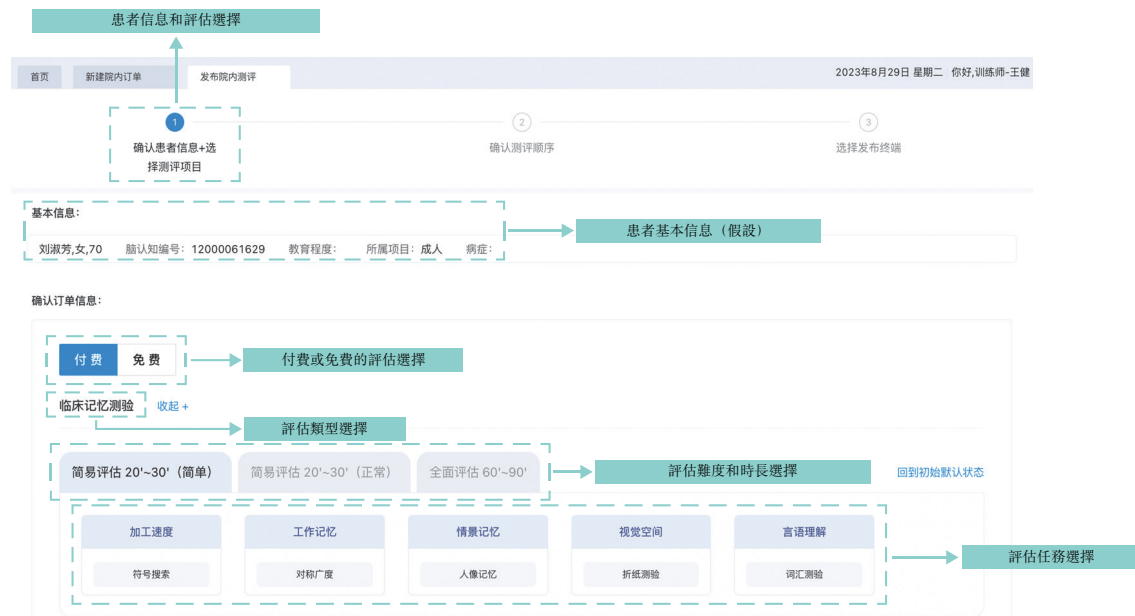 患者信息和評估選擇
首页 新建院内订单 发布院内测评 2023年8月29日 星期二 你好,训练师-王健
1 2 3
确认患者信息+选 确认测评顺序 选择发布终端
择测评项目
基本信息：
患者基本信息（假設）
刘淑芳,女,70 脑认知编号：12000061629 教育程度： 所属项目：成人 病症：
确认订单信息：
付费 免费 付費或免費的評估選擇
临床记忆测验 收起 +
評估類型選擇
简易评估 20'~30'（简单） 简易评估 20'~30'（正常） 全面评估 60'~90' 評估難度和時長選擇 回到初始默认状态
加工速度 工作记忆 情景记忆 视觉空间 言语理解
評估任務選擇
符号搜索 对称广度 人像记忆 折纸测验 词汇测验